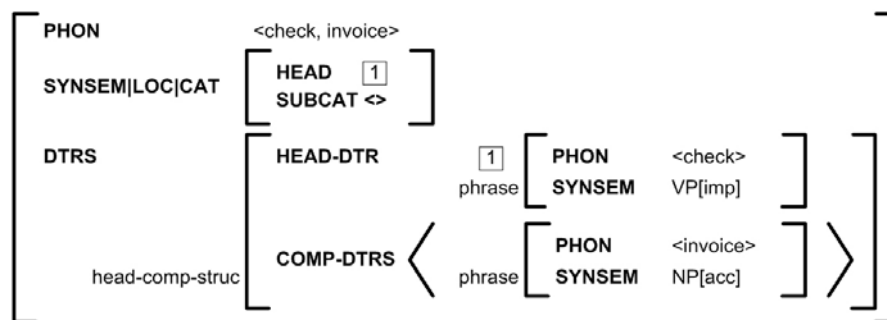 PHON <check, invoice>
SYNSEM|LOC|CAT
HEAD 1
SUBCAT <>
DTRS HEAD-DTR 1 PHON <check>
phrase SYNSEM VP[imp]
COMP-DTRS
PHON <invoice>
head-comp-struc phrase SYNSEM NP[acc]